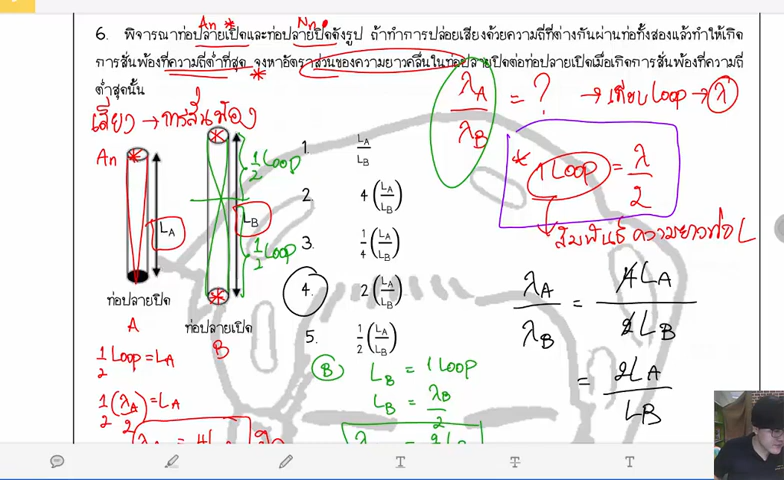 An * Nn
6. พิจารณาท่อปลายเปิดและท่อปลายปิดดังรูป ถ้าทำการปล่อยเสียงด้วยความถี่ที่ต่างกันผ่านท่อทั้งสองแล้วทำให้เกิด
การสั่นพ้องที่ความถี่ต่ำที่สุด จงหาอัตราส่วนของความยาวคลื่นในท่อปลายปิดต่อท่อปลายเปิดเมื่อเกิดการสั่นพ้องที่ความถี่
ต่ำสุดนั้น
λA/λB = ? → เทียบ Loop → λ
เสียง → การสั่นพ้อง
* 1 Loop = λ/2
สัมพันธ์ ความยาวท่อ L
An
LA
LB
1/2 Loop
1/2 Loop
ท่อปลายปิด
A
ท่อปลายเปิด
B
1. LA/LB
2. 4 (LA/LB)
3. 1/4 (LA/LB)
4. 2 (LA/LB)
5. 1/2 (LA/LB)
1/2 Loop = LA
1/2 (λA/2) = LA
B LB = 1 Loop
LB = λB/2
λA/λB = 4LA/2LB
= 2LA/LB